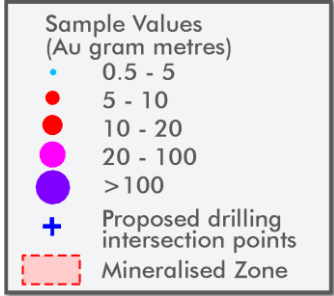 Sample Values
(Au gram metres)
0.5 - 5
5 - 10
10 - 20
20 - 100
>100
Proposed drilling
intersection points
Mineralised Zone